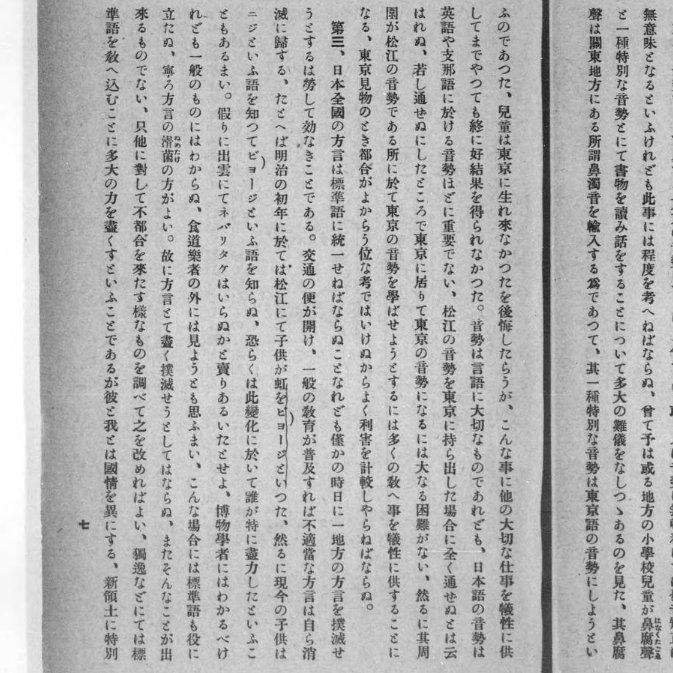 無意味となるといふけれども此事には程度を考へねばならぬ、曾て予は或る地方の小學校兒童が鼻腐聲
と一種特別な音勢とにて書物を讀み話をすることについて多大の難儀をなしつゝあるのを見た、其鼻腐
聲は關東地方にある所謂鼻濁音を輸入する爲であつて、其一種特別な音勢は東京語の音勢にしようとい
ふのであつた、兒童は東京に生れ來なかつたを後悔したらうが、こんな事に他の大切な仕事を犠性に供
してまでやつても終に好結果を得られなかつた。音勢は言語に大切なものであれども、日本語の音勢は
英語や支那語に於ける音勢ほどに重要でない、松江の音勢を東京に持ち出した場合に全く通せぬとは云
はれぬ、若し通せぬにしたところで東京に居りて東京の音勢になるには大なる困難がない、然るに其周
圍が松江の音勢である所に於て東京の音勢を學ばせようとするには多くの敎へ事を犠性に供することに
なる、東京見物のとき都合がよからう位な考ではいけぬからよく利害を計較しやらねばならぬ。
第三、日本全國の方言は標準語に統一せねばならぬことなれども僅かの時日に一地方の方言を撲滅せ
うとするは勞して効なきことである。交通の便が開け、一般の敎育が普及すれば不適當な方言は自ら消
滅に歸する、たとへば明治の初年に於ては松江にて子供が虹をビョージといつた、然るに現今の子供は
ニジといふ語を知つてビョージといふ語を知らぬ、恐らくは此變化に於いて誰が特に盡力したといふこ
ともあるまい。假りに出雲にてネバリタケはいらぬかと賣りあるいたとせよ、博物學者にはわかるべけ
れども一般のものにはわからぬ、食道樂者の外には見ようとも思ふまい、こんな場合には標準語も役に
立たぬ、寧ろ方言の滑菌の方がよい。故に方言とて盡く撲滅せうとしてはならぬ、またそんなことが出
來るものでない、只他に對して不都合を來たす樣なものを調べて之を改めればよい、獨逸などにては標
準語を敎へ込むことに多大の力を盡くすといふことであるが彼と我とは國情を異にする、新領土に特別
七